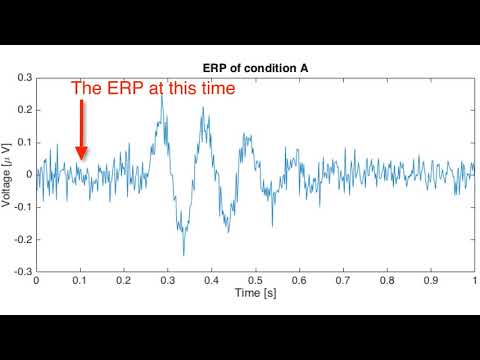 ERP of condition A
The ERP at this time
Voltage [μ V]
0.3
0.2
0.1
0
-0.1
-0.2
-0.3
0 0.1 0.2 0.3 0.4 0.5 0.6 0.7 0.8 0.9 1
Time [s]